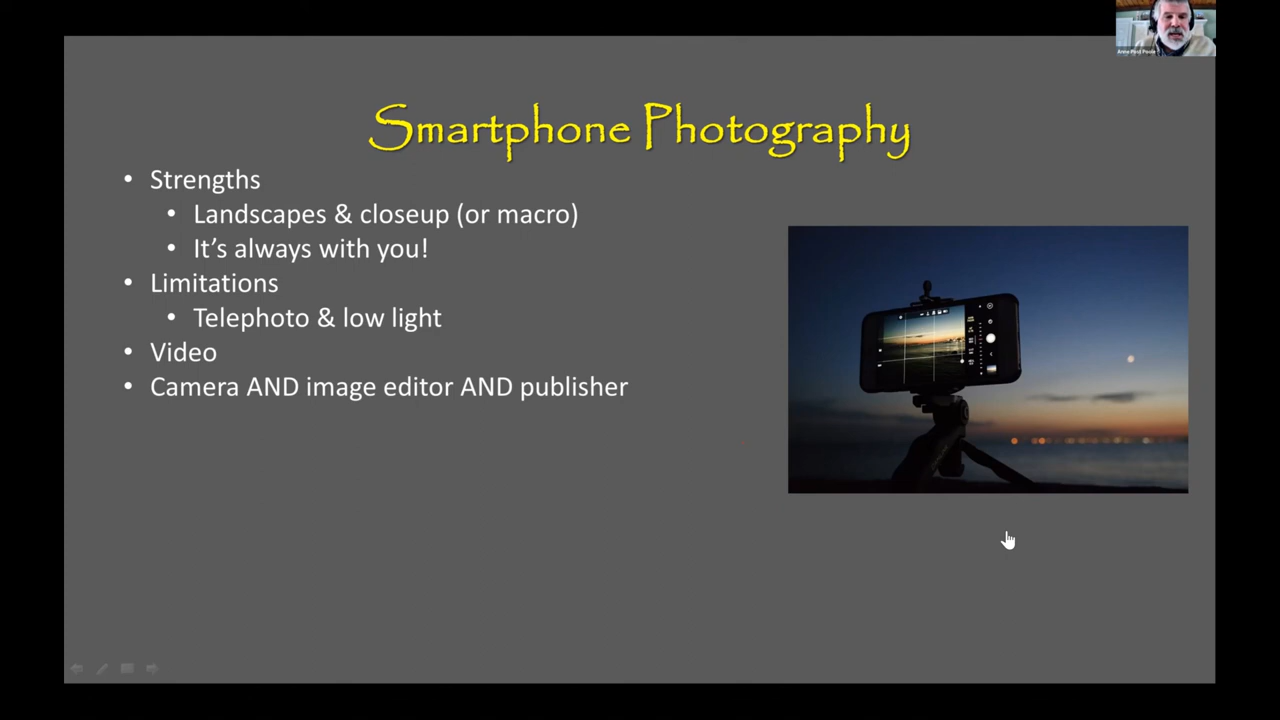 Smartphone Photography
• Strengths
• Landscapes & closeup (or macro)
• It’s always with you!
• Limitations
• Telephoto & low light
• Video
• Camera AND image editor AND publisher